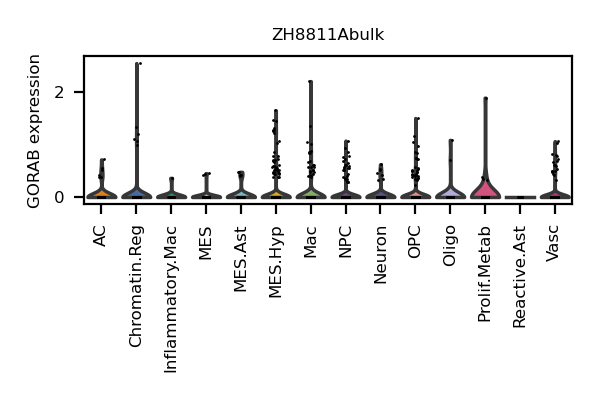 ZH8811Abulk
GORAB expression
2
0
AC
Chromatin.Reg
Inflammatory.Mac
MES
MES.Ast
MES.Hyp
Mac
NPC
Neuron
OPC
Oligo
Prolif.Metab
Reactive.Ast
Vasc